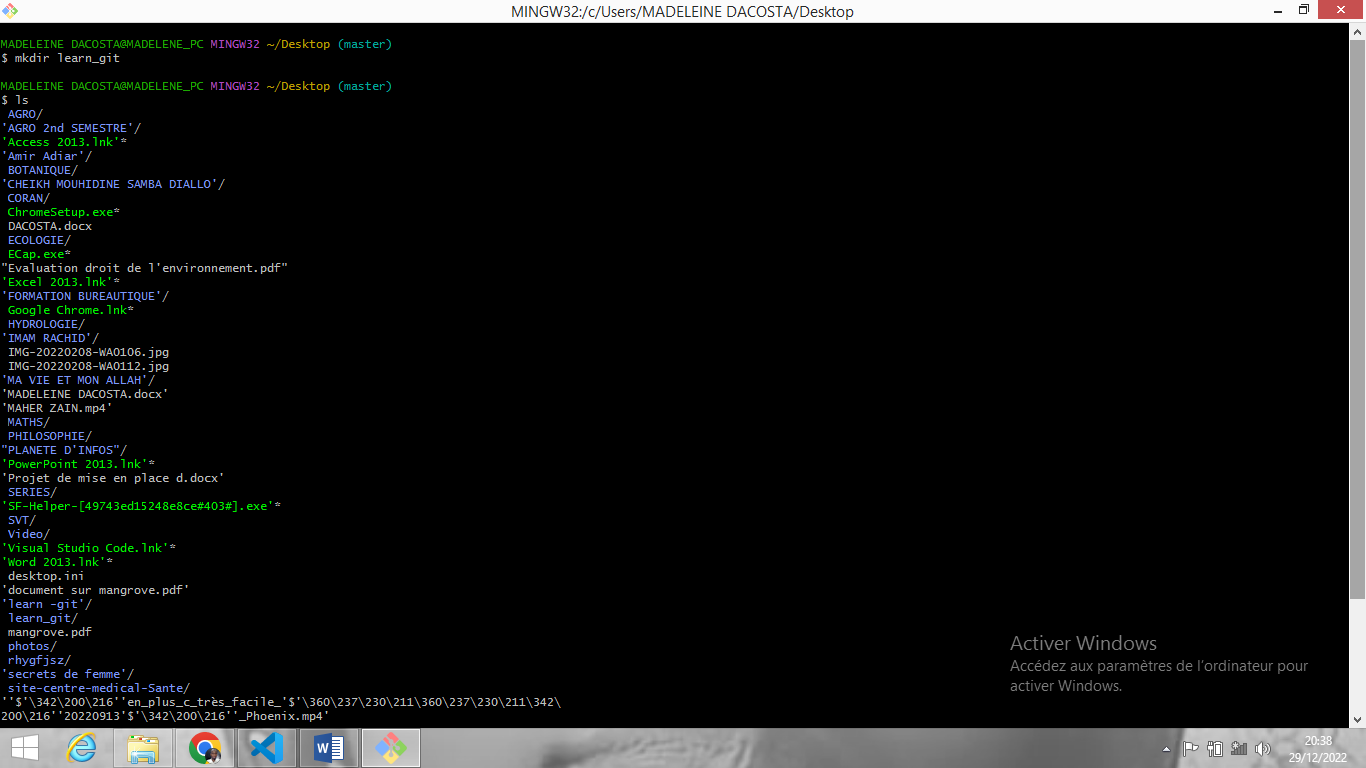 MINGW32:/c/Users/MADELEINE DACOSTA/Desktop
MADELEINE DACOSTA@MADELENE_PC MINGW32 ~/Desktop (master)
$ mkdir learn_git
MADELEINE DACOSTA@MADELENE_PC MINGW32 ~/Desktop (master)
$ ls
AGRO/
'AGRO 2nd SEMESTRE'/
'Access 2013.lnk'*
'Amir Adiar'/
BOTANIQUE/
'CHEIKH MOUHIDINE SAMBA DIALLO'/
CORAN/
ChromeSetup.exe*
DACOSTA.docx
ECOLOGIE/
ECap.exe*
"Evaluation droit de l'environnement.pdf"
'Excel 2013.lnk'*
'FORMATION BUREAUTIQUE'/
Google Chrome.lnk*
HYDROLOGIE/
'IMAM RACHID'/
IMG-20220208-WA0106.jpg
IMG-20220208-WA0112.jpg
'MA VIE ET MON ALLAH'/
'MADELEINE DACOSTA.docx'
'MAHER ZAIN.mp4'
MATHS/
PHILOSOPHIE/
"PLANETE D'INFOS"/
'PowerPoint 2013.lnk'*
'Projet de mise en place d.docx'
SERIES/
'SF-Helper-[49743ed15248e8ce#403#].exe'*
SVT/
Video/
'Visual Studio Code.lnk'*
'Word 2013.lnk'*
desktop.ini
'document sur mangrove.pdf'
'learn -git'/
learn_git/
mangrove.pdf
photos/
rhygfjsz/
'secrets de femme'/
site-centre-medical-Sante/
''$'\342\200\216''en_plus_c_très_facile_'$'\360\237\230\211\360\237\230\211\342\
200\216''20220913'$'\342\200\216''_Phoenix.mp4'
Activer Windows
Accédez aux paramètres de l'ordinateur pour
activer Windows.
20:38
29/12/2022